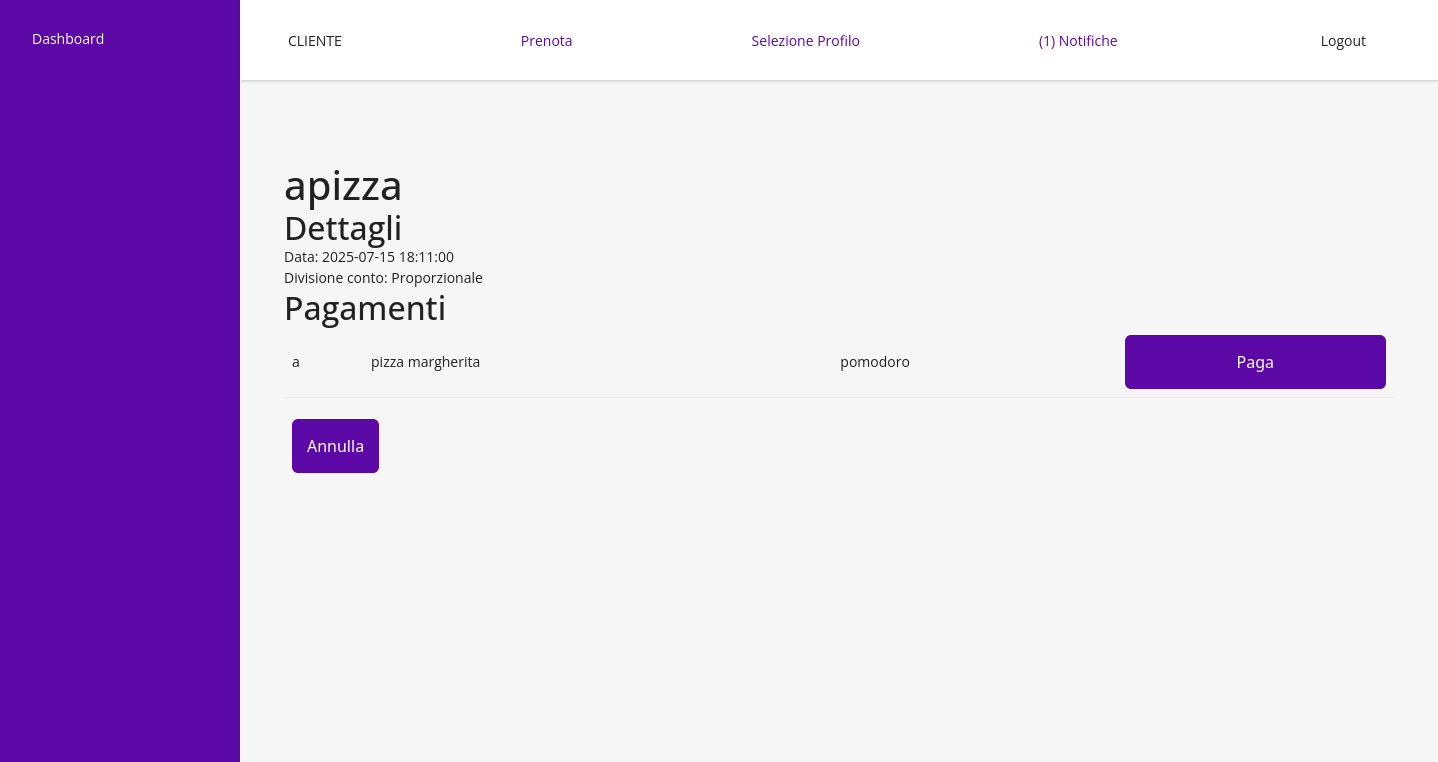 Dashboard
CLIENTE Prenota Selezione Profilo (1) Notifiche Logout
apizza
Dettagli
Data: 2025-07-15 18:11:00
Divisione conto: Proporzionale
Pagamenti
a pizza margherita pomodoro Paga
Annulla